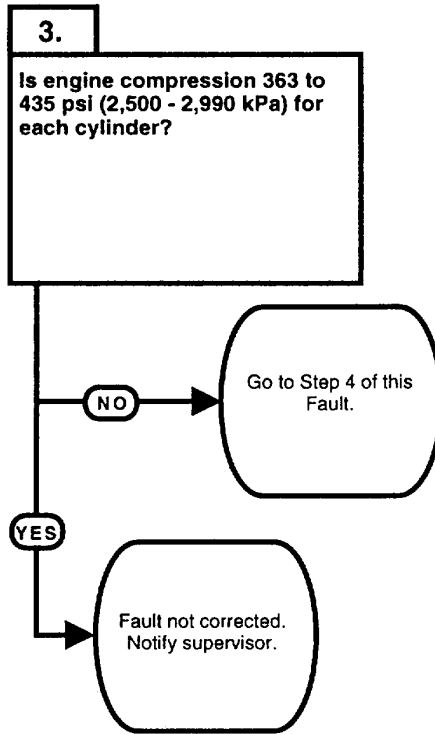 3.
Is engine compression 363 to
435 psi (2,500 - 2,990 kPa) for
each cylinder?
NO
Go to Step 4 of this
Fault.
YES
Fault not corrected.
Notify supervisor.